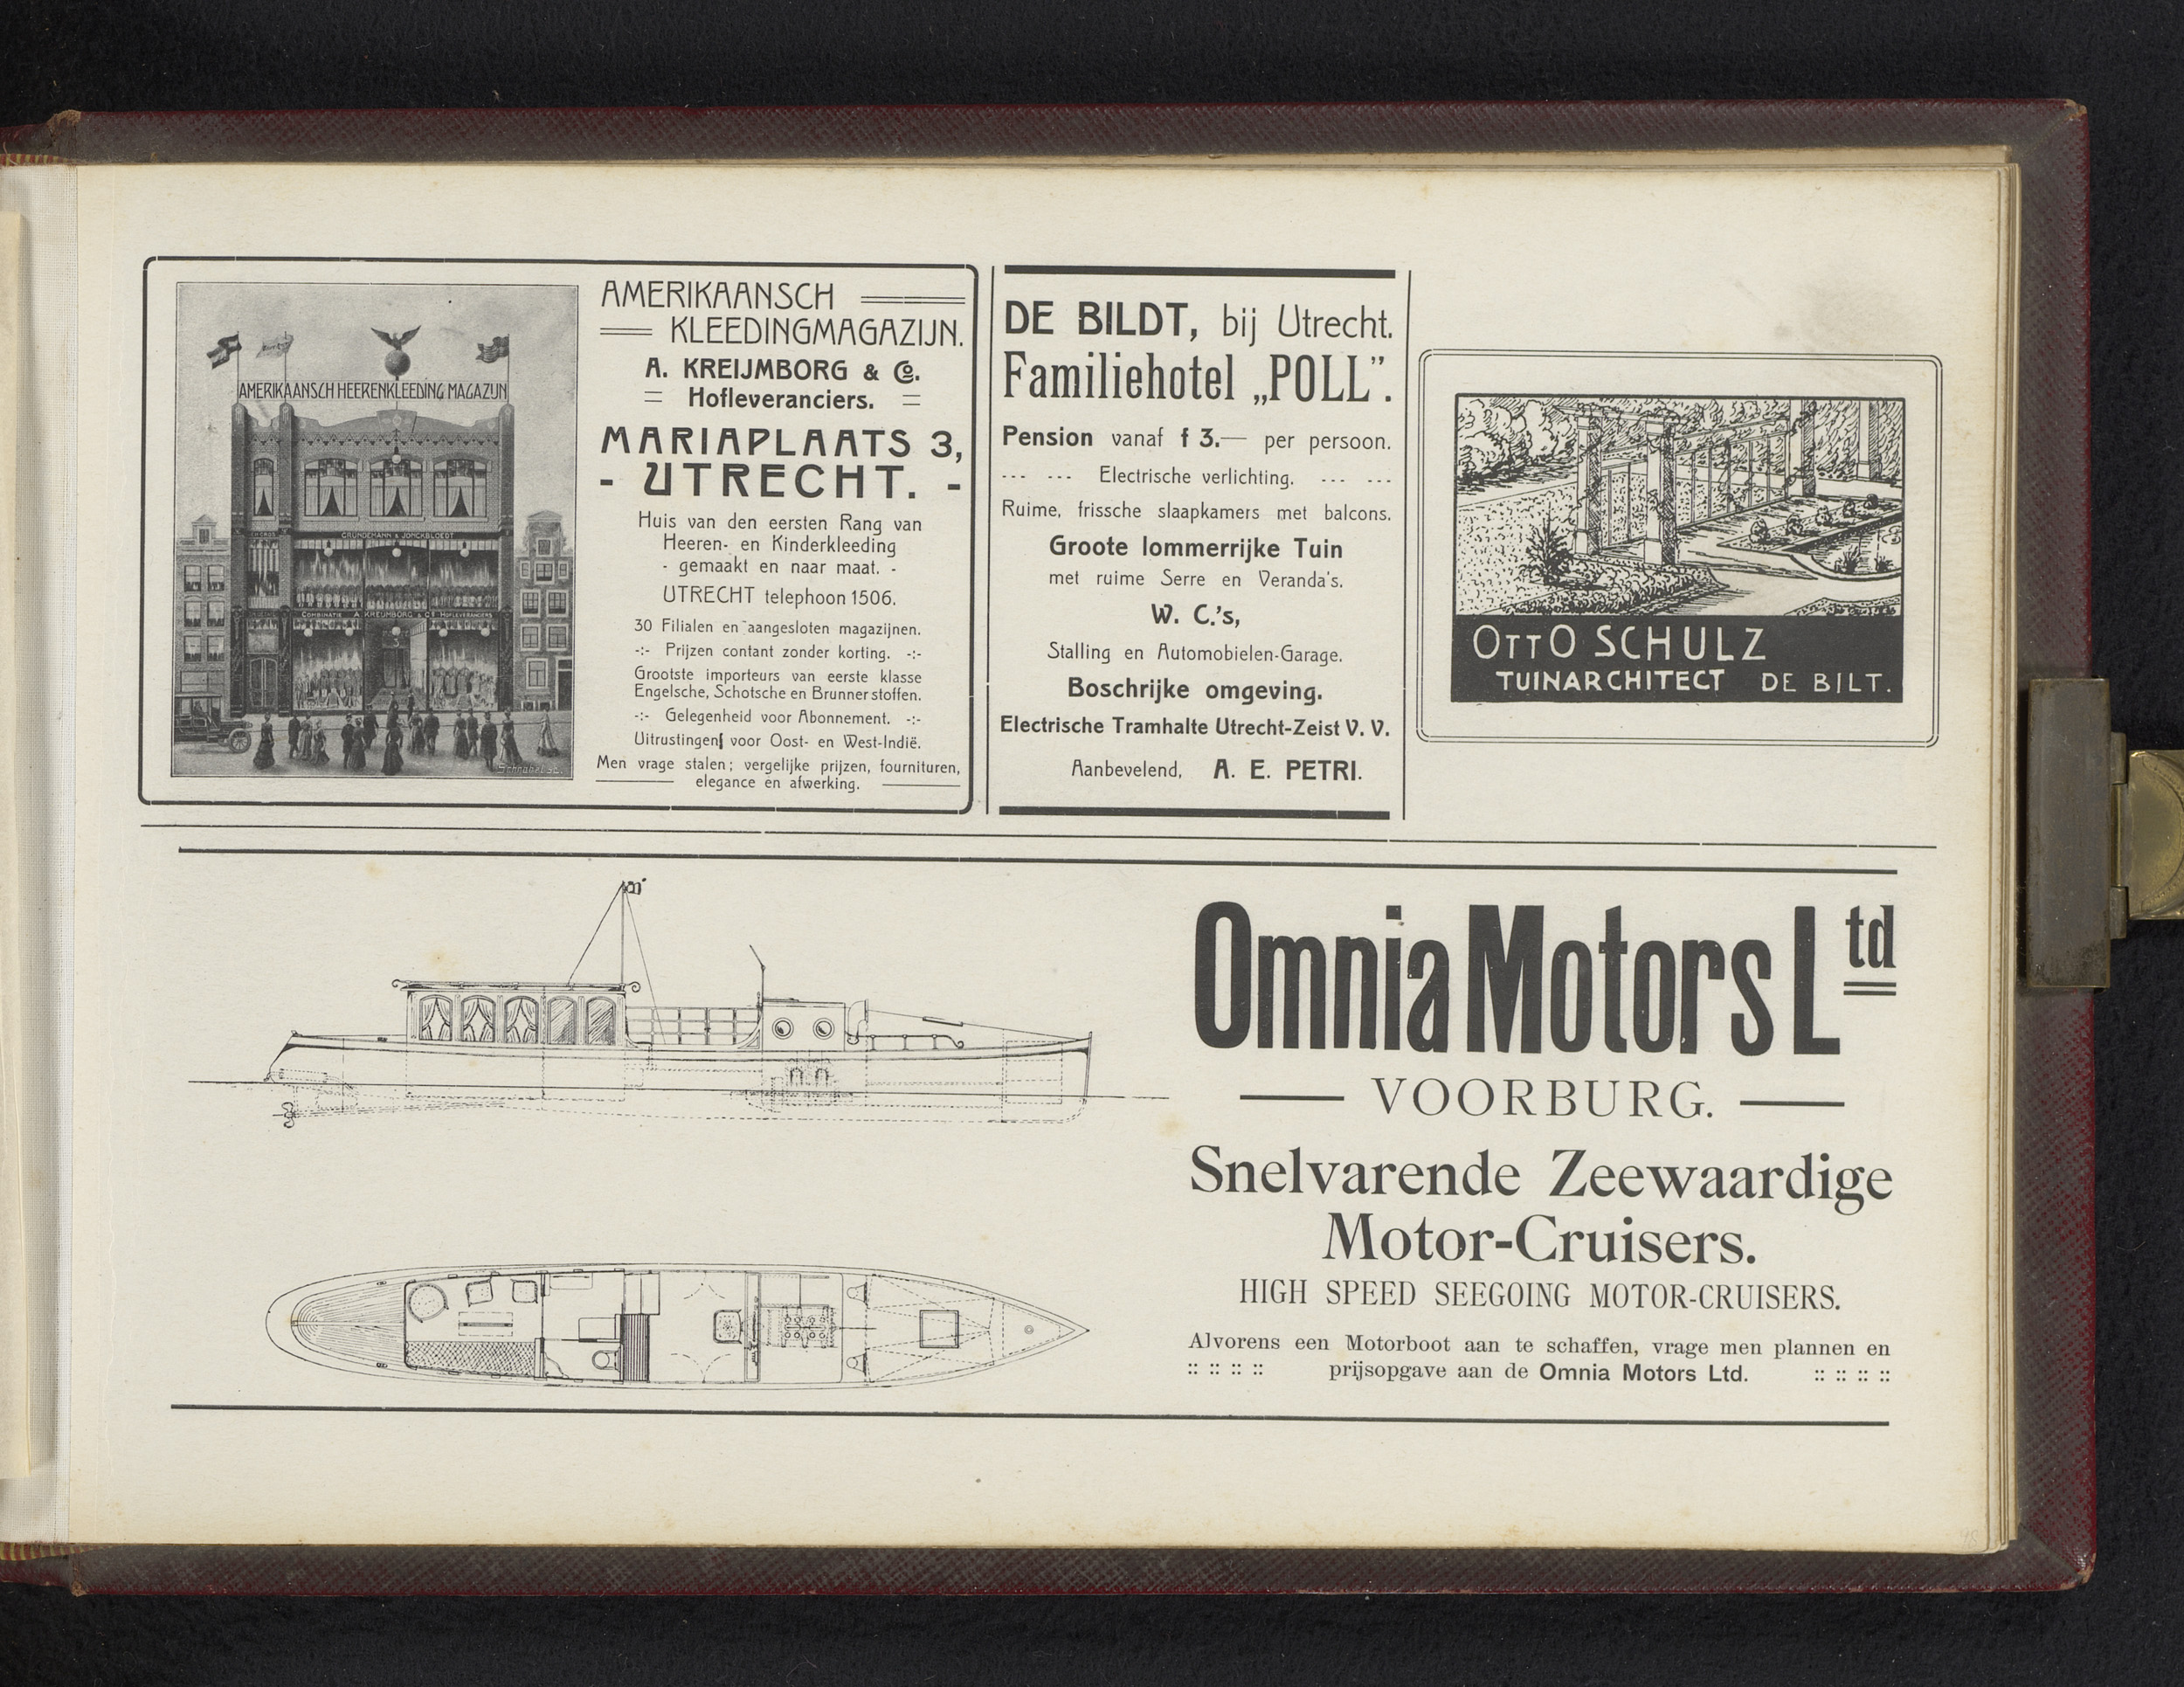 AMERIKAANSCH HEERENKLEEDING MAGAZIJN
GRÜNDEMANN & JONCKBLOEDT
COMBINATIE A. KREIJMBORG & Co HOFLEVERANCIERS
AMERIKAANSCH
KLEEDINGMAGAZIJN.
A. KREIJMBORG & Co.
= Hofleveranciers. =
MARIAPLAATS 3,
- UTRECHT. -
Huis van den eersten Rang van
Heeren- en Kinderkleeding
- gemaakt en naar maat. -
UTRECHT telephoon 1506.
30 Filialen en aangesloten magazijnen.
-:- Prijzen contant zonder korting. -:-
Grootste importeurs van eerste klasse
Engelsche, Schotsche en Brunner stoffen.
-:- Gelegenheid voor Abonnement. -:-
Uitrustingen voor Oost- en West-Indië.
Men vrage stalen; vergelijke prijzen, fournituren,
elegance en afwerking.
DE BILDT, bij Utrecht.
Familiehotel „POLL”.
Pension vanaf f 3.— per persoon.
--- --- Electrische verlichting. --- ---
Ruime, frissche slaapkamers met balcons.
Groote lommerrijke Tuin
met ruime Serre en Veranda's.
W. C.'s,
Stalling en Automobielen-Garage.
Boschrijke omgeving.
Electrische Tramhalte Utrecht-Zeist V. V.
Aanbevelend, A. E. PETRI.
OTTO SCHULZ
TUINARCHITECT DE BILT.
Omnia Motors Ltd
— VOORBURG. —
Snelvarende Zeewaardige
Motor-Cruisers.
HIGH SPEED SEEGOING MOTOR-CRUISERS.
Alvorens een Motorboot aan te schaffen, vrage men plannen en
:: :: :: :: prijsopgave aan de Omnia Motors Ltd. :: :: :: ::